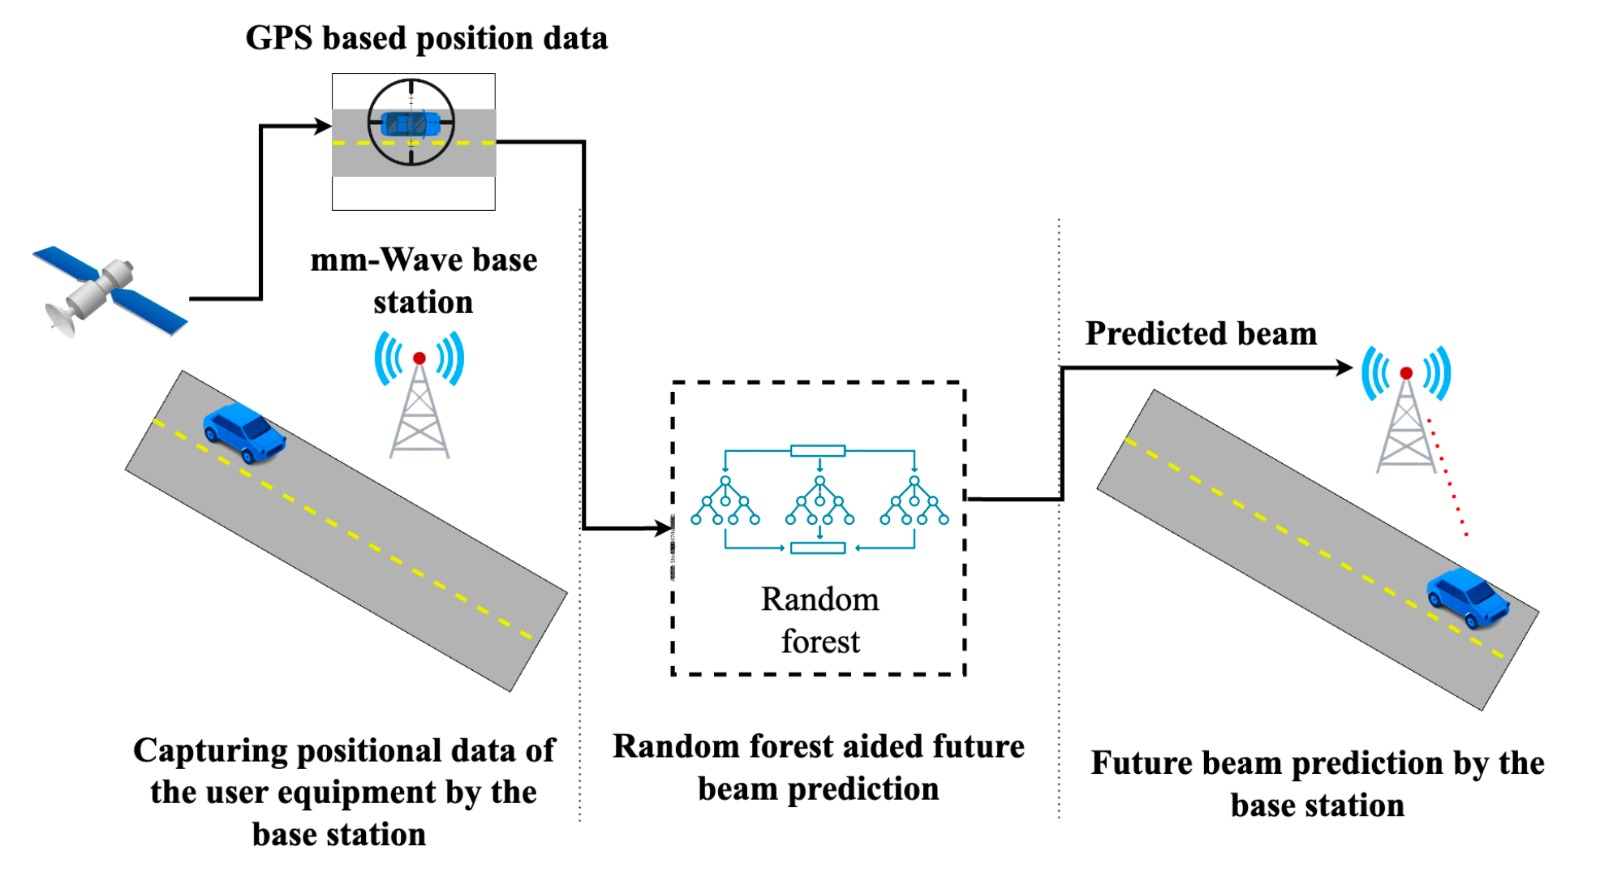 GPS based position data
mm-Wave base
station
Predicted beam
Random
forest
Capturing positional data of
the user equipment by the
base station
Random forest aided future
beam prediction
Future beam prediction by the
base station